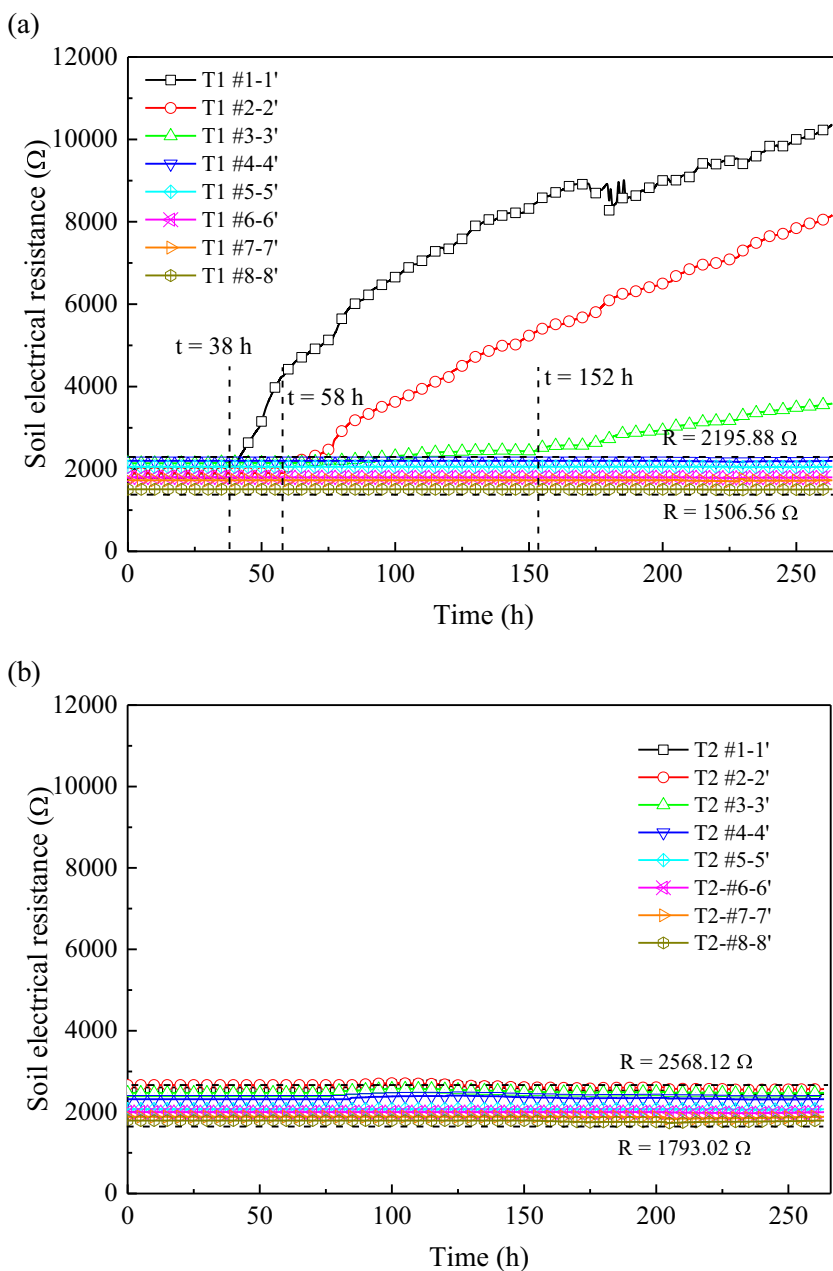 (a)
12000
10000
8000
6000
4000
2000
0
Soil electrical resistance (Ω)
T1 #1-1'
T1 #2-2'
T1 #3-3'
T1 #4-4'
T1 #5-5'
T1 #6-6'
T1 #7-7'
T1 #8-8'
t = 38 h
t = 58 h
t = 152 h
R = 2195.88 Ω
R = 1506.56 Ω
0 50 100 150 200 250
Time (h)
(b)
12000
10000
8000
6000
4000
2000
0
Soil electrical resistance (Ω)
T2 #1-1'
T2 #2-2'
T2 #3-3'
T2 #4-4'
T2 #5-5'
T2-#6-6'
T2-#7-7'
T2-#8-8'
R = 2568.12 Ω
R = 1793.02 Ω
0 50 100 150 200 250
Time (h)